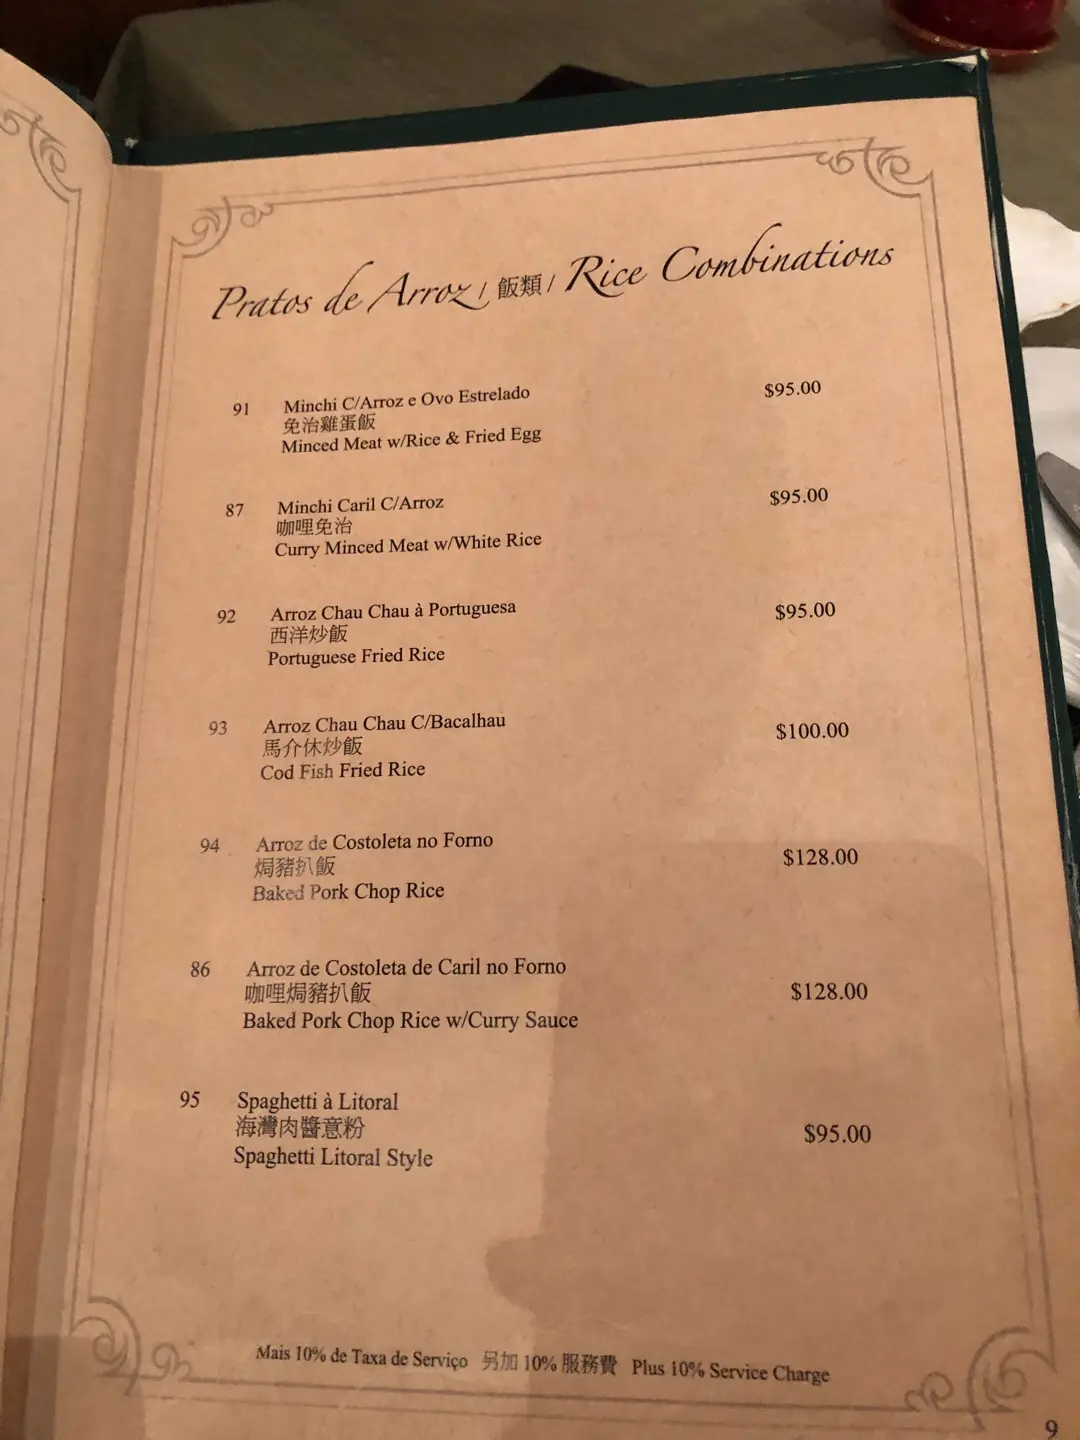 Pratos de Arroz / 飯類 / Rice Combinations
91 Minchi C/Arroz e Ovo Estrelado $95.00
免治雞蛋飯
Minced Meat w/Rice & Fried Egg
87 Minchi Caril C/Arroz $95.00
咖哩免治
Curry Minced Meat w/White Rice
92 Arroz Chau Chau à Portuguesa $95.00
西洋炒飯
Portuguese Fried Rice
93 Arroz Chau Chau C/Bacalhau $100.00
馬介休炒飯
Cod Fish Fried Rice
94 Arroz de Costoleta no Forno $128.00
焗豬扒飯
Baked Pork Chop Rice
86 Arroz de Costoleta de Caril no Forno $128.00
咖哩焗豬扒飯
Baked Pork Chop Rice w/Curry Sauce
95 Spaghetti à Litoral $95.00
海灣肉醬意粉
Spaghetti Litoral Style
Mais 10% de Taxa de Serviço 另加 10% 服務費 Plus 10% Service Charge
9